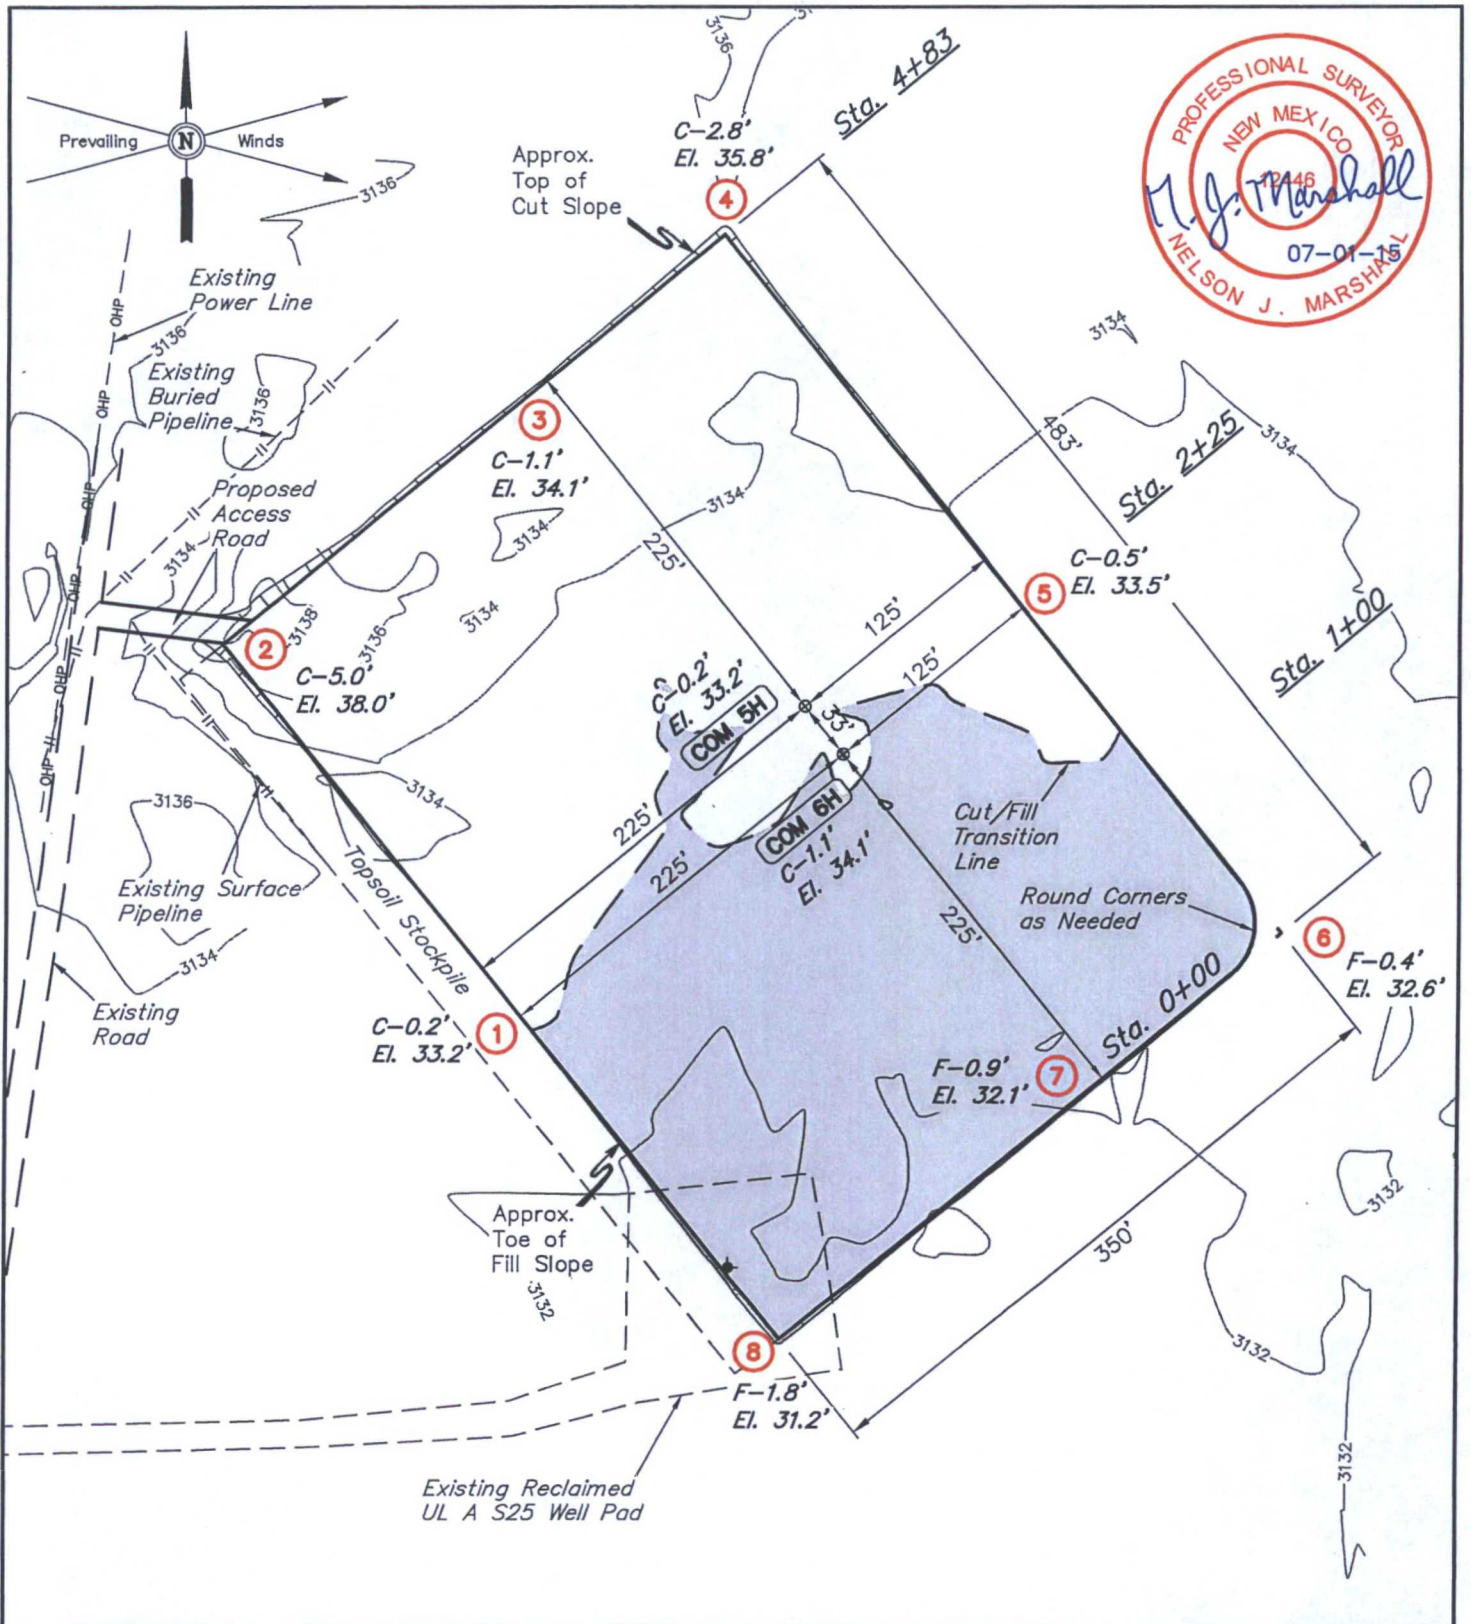 3136
Sta. 4+83
C-2.8'
El. 35.8'
4
PROFESSIONAL SURVEYOR
NEW MEXICO
12446
N. J. Marshall
07-01-15
NELSON J. MARSHALL
Prevailing
N
Winds
Approx.
Top of
Cut Slope
3136
Existing
Power Line
OHP
3136
Existing
Buried
Pipeline
3136
OHP
3134
3
C-1.1'
El. 34.1'
483'
Sta. 2+25
3134
Proposed
Access
Road
OHP
3134
3134
3134
225'
C-0.5'
El. 33.5'
5
125'
Sta. 1+00
OHP
3134
3138
3136
2
C-5.0'
El. 38.0'
125'
C-0.2'
El. 33.2'
COM 5H
33'
OHP
OHP
3134
3136
Cut/Fill
Transition
Line
COM 6H
C-1.1'
El. 34.1'
225'
225'
Existing Surface
Pipeline
Topsoil Stockpile
Round Corners
as Needed
225'
6
F-0.4'
El. 32.6'
3134
Existing
Road
C-0.2'
El. 33.2'
1
Sta. 0+00
F-0.9'
El. 32.1'
7
Approx.
Toe of
Fill Slope
3132
3132
350'
3132
8
F-1.8'
El. 31.2'
3132
Existing Reclaimed
UL A S25 Well Pad